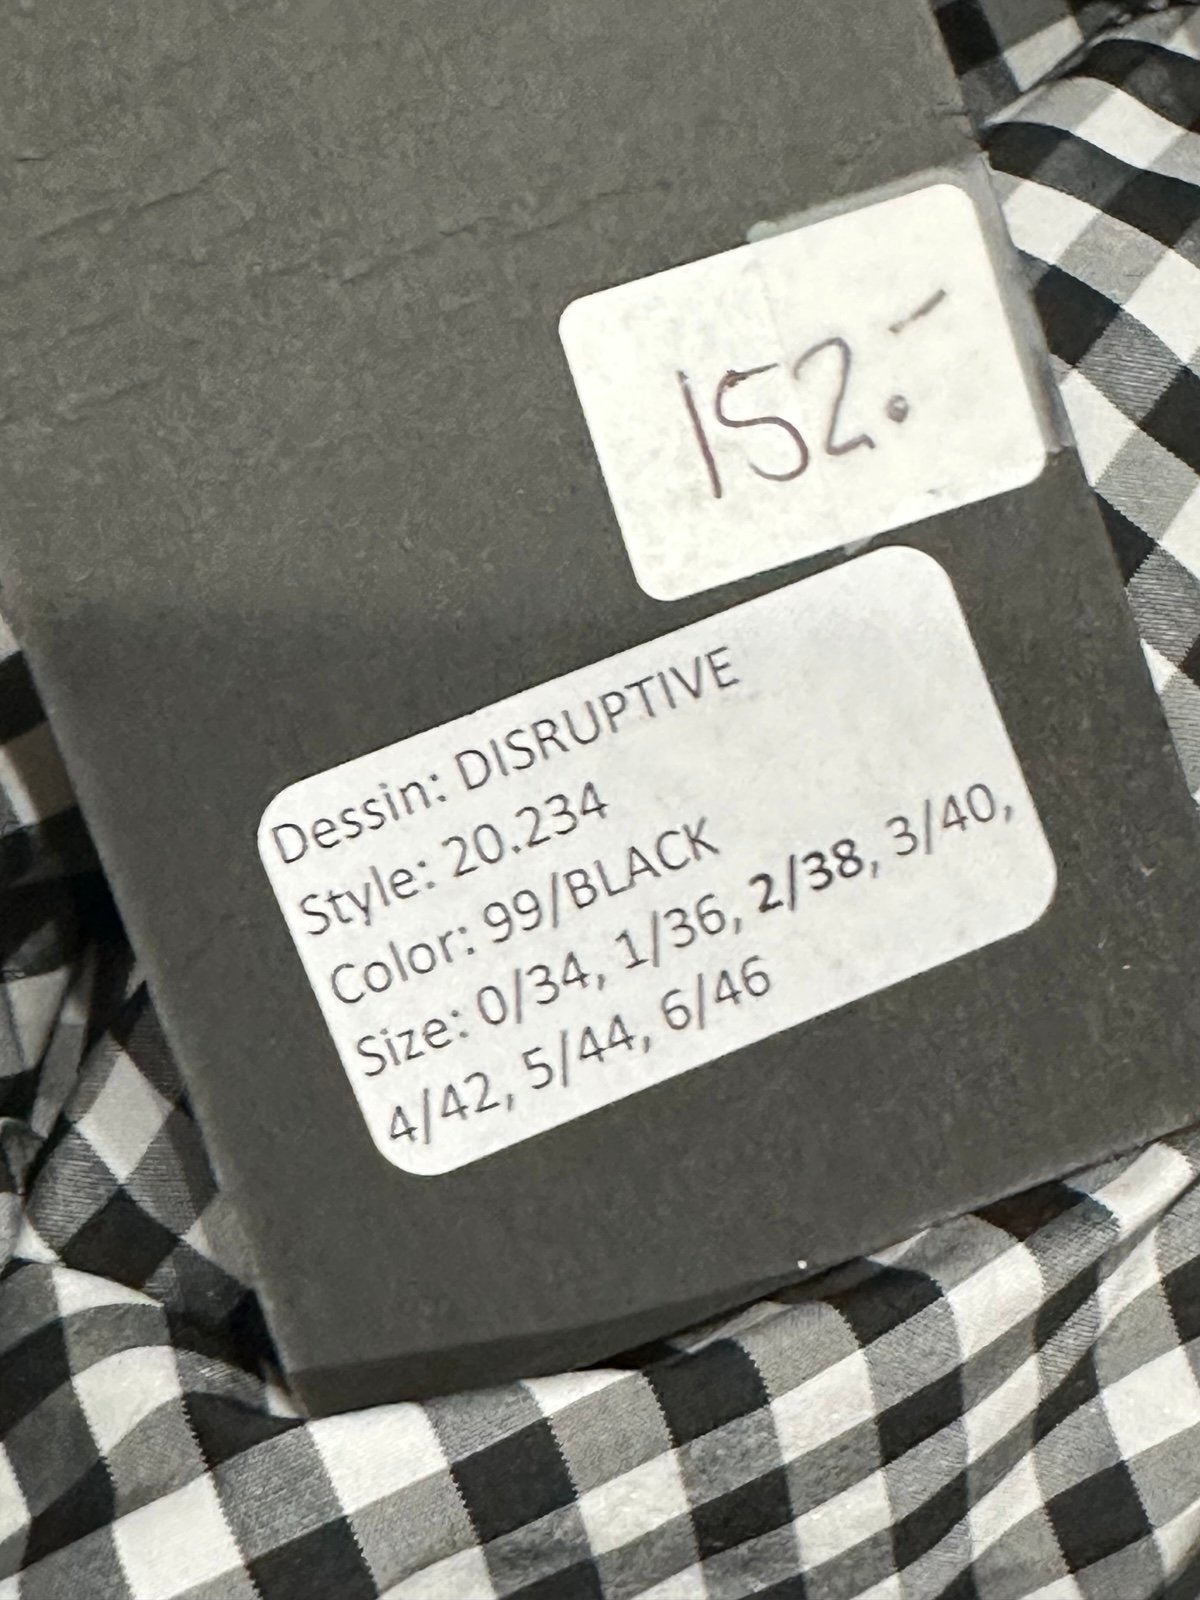 152.-
Dessin: DISRUPTIVE
Style: 20.234
Color: 99/BLACK
Size: 0/34, 1/36, 2/38, 3/40,
4/42, 5/44, 6/46